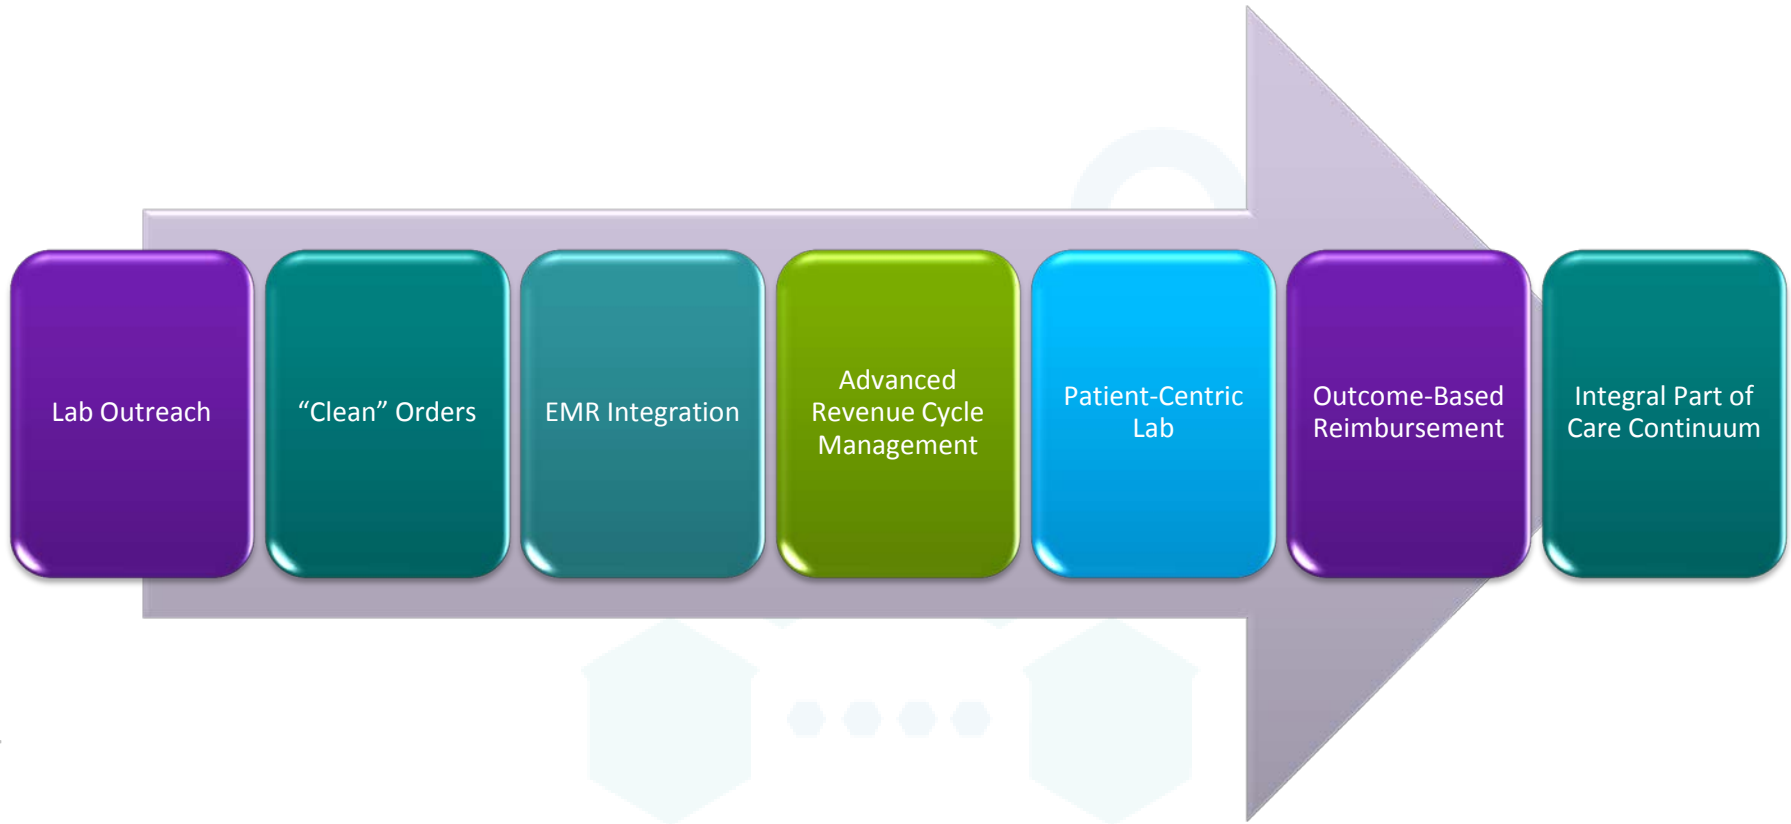 Lab Outreach
“Clean” Orders
EMR Integration
Advanced
Revenue Cycle
Management
Patient-Centric
Lab
Outcome-Based
Reimbursement
Integral Part of
Care Continuum